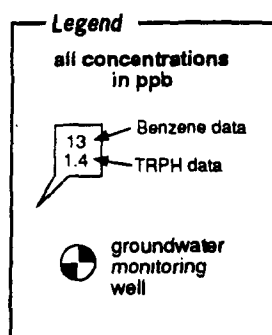 Legend
all concentrations
in ppb
13
1.4
Benzene data
TRPH data
groundwater
monitoring
well